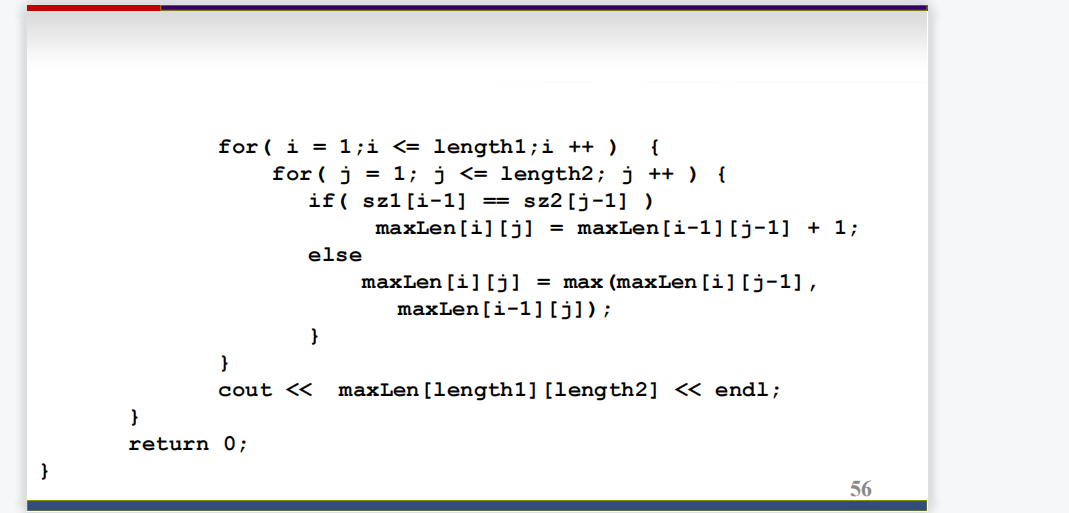 for( i = 1;i <= length1;i ++ ) {
for( j = 1; j <= length2; j ++ ) {
if( sz1[i-1] == sz2[j-1] )
maxLen[i][j] = maxLen[i-1][j-1] + 1;
else
maxLen[i][j] = max(maxLen[i][j-1],
maxLen[i-1][j]);
}
}
cout << maxLen[length1][length2] << endl;
}
return 0;
}
56